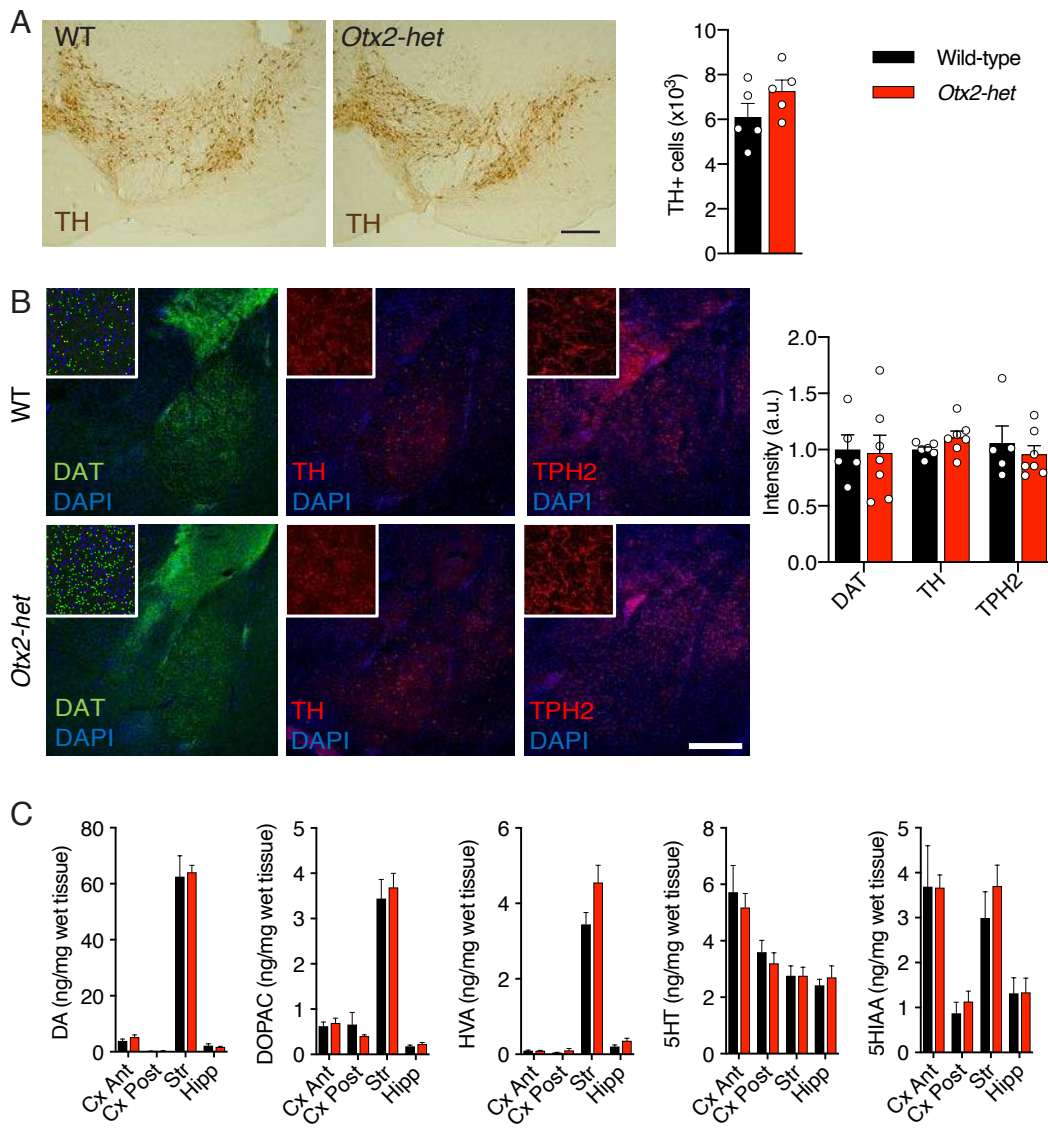 A
WT
Otx2-het
TH
TH
TH+ cells (x10³)
10
8
6
4
2
0
Wild-type
Otx2-het
B
WT
DAT
DAPI
TH
DAPI
TPH2
DAPI
Otx2-het
DAT
DAPI
TH
DAPI
TPH2
DAPI
Intensity (a.u.)
2.0
1.5
1.0
0.5
0.0
DAT
TH
TPH2
C
DA (ng/mg wet tissue)
80
60
40
20
0
Cx Ant
Cx Post
Str
Hipp
DOPAC (ng/mg wet tissue)
5
4
3
2
1
0
Cx Ant
Cx Post
Str
Hipp
HVA (ng/mg wet tissue)
6
4
2
0
Cx Ant
Cx Post
Str
Hipp
5HT (ng/mg wet tissue)
8
6
4
2
0
Cx Ant
Cx Post
Str
Hipp
5HIAA (ng/mg wet tissue)
5
4
3
2
1
0
Cx Ant
Cx Post
Str
Hipp